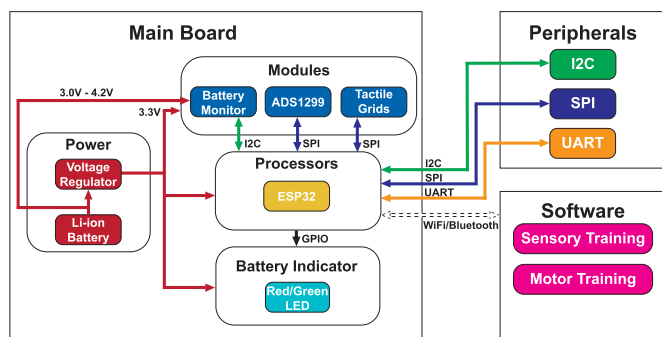 Main Board
Modules
Battery
Monitor
ADS1299
Tactile
Grids
3.0V - 4.2V
3.3V
I2C
SPI
SPI
Power
Voltage
Regulator
Li-ion
Battery
Processors
ESP32
GPIO
Battery Indicator
Red/Green
LED
I2C
SPI
UART
WiFi/Bluetooth
Peripherals
I2C
SPI
UART
Software
Sensory Training
Motor Training